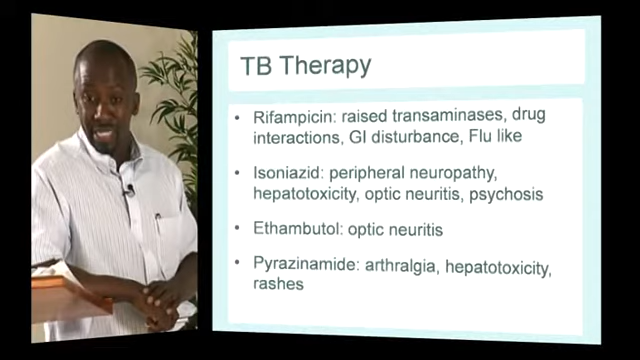 TB Therapy
• Rifampicin: raised transaminases, drug
interactions, GI disturbance, Flu like
• Isoniazid: peripheral neuropathy,
hepatotoxicity, optic neuritis, psychosis
• Ethambutol: optic neuritis
• Pyrazinamide: arthralgia, hepatotoxicity,
rashes